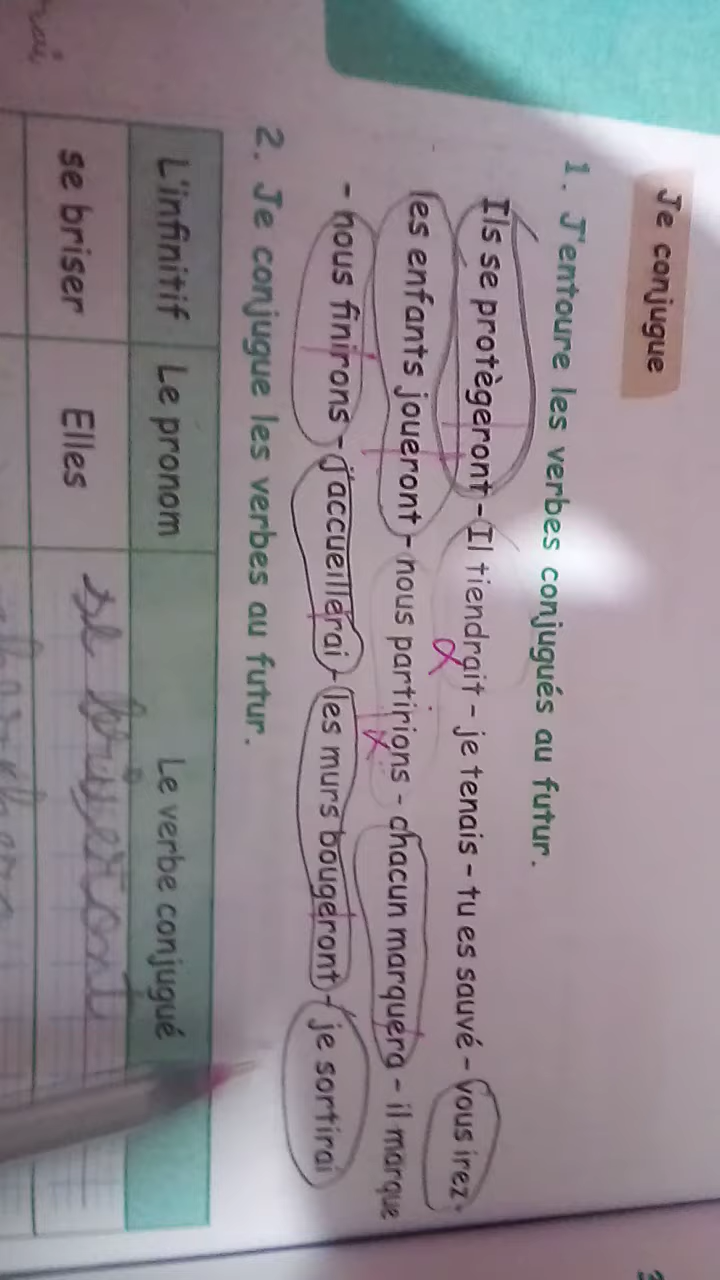 Je conjugue
1. J'entoure les verbes conjugués au futur.
Ils se protègeront - Il tiendrait - je tenais - tu es sauvé - vous irez -
les enfants joueront - nous partirions - chacun marquera - il marque
- nous finirons - j'accueillerai - les murs bougeront - je sortirai
2. Je conjugue les verbes au futur.
L'infinitif Le pronom Le verbe conjugué
se briser Elles se briseront